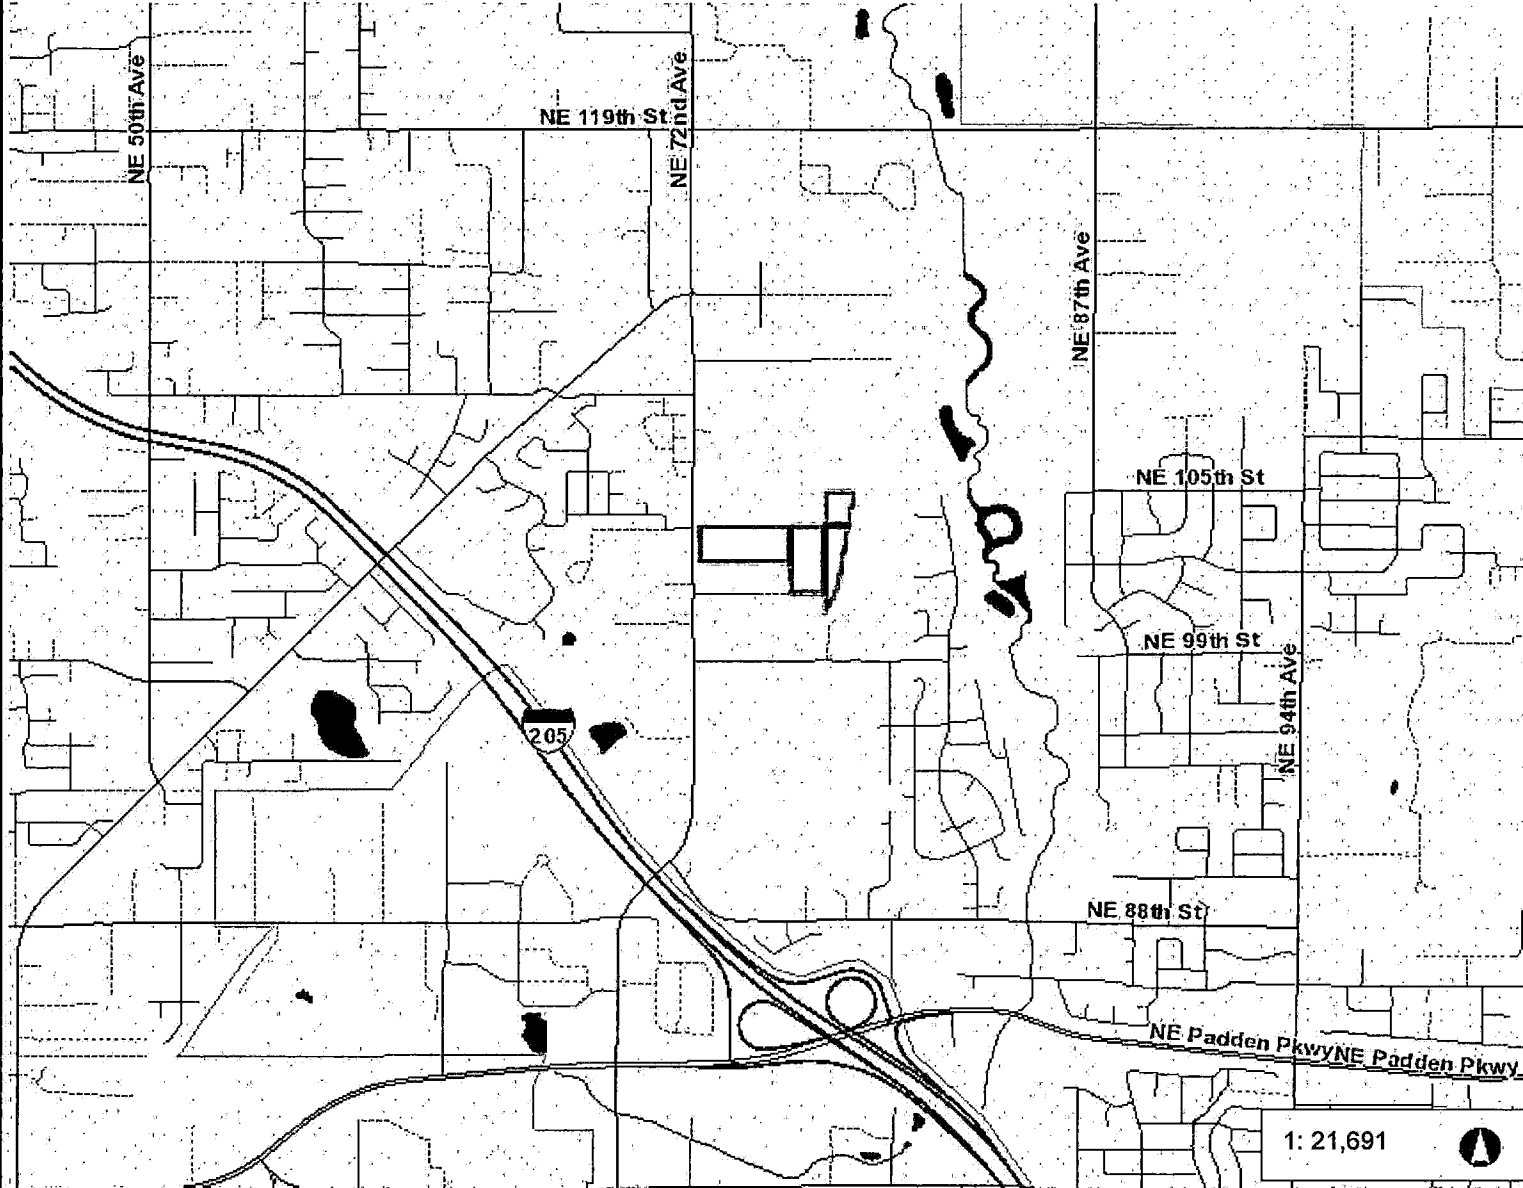 NE 50th Ave
NE 119th St
NE 72nd Ave
NE 87th Ave
NE 105th St
NE 99th St
NE 94th Ave
205
NE 88th St
NE Padden Pkwy
NE Padden Pkwy
1: 21,691